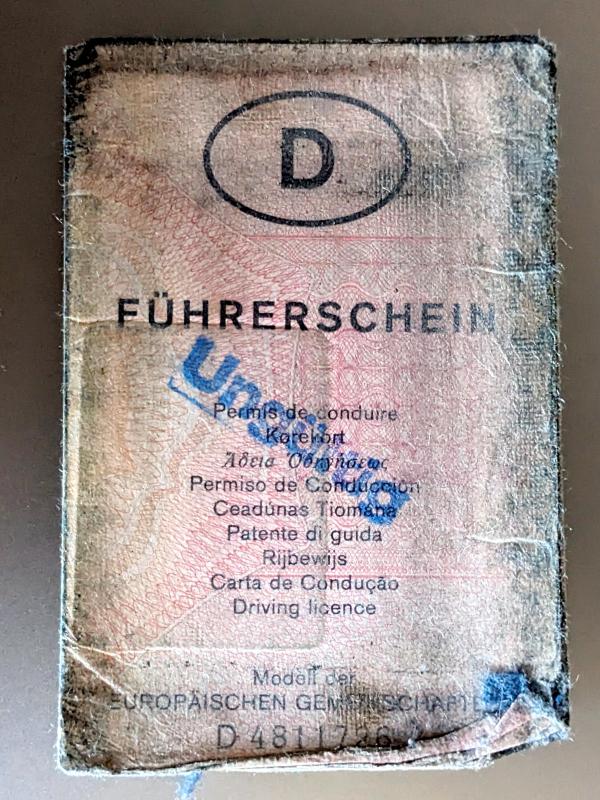 D
FÜHRERSCHEIN
Ungültig
Permis de conduire
Kørekort
Άδεια Οδηγήσεως
Permiso de Conducción
Ceadúnas Tiomána
Patente di guida
Rijbewijs
Carta de Condução
Driving licence
Modell der
EUROPÄISCHEN